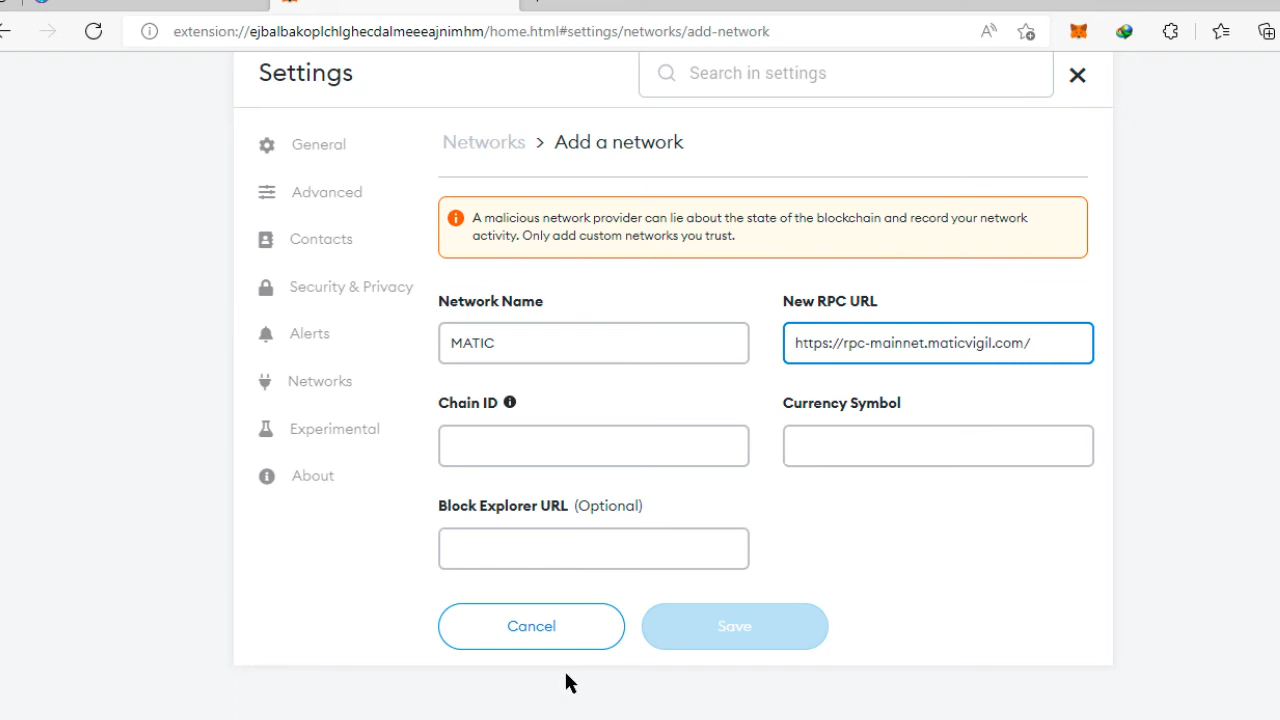 extension://ejbalbakoplchlghecdalmeeeajnimhm/home.html#settings/networks/add-network
Settings
Search in settings
General
Advanced
Contacts
Security & Privacy
Alerts
Networks
Experimental
About
Networks > Add a network
A malicious network provider can lie about the state of the blockchain and record your network
activity. Only add custom networks you trust.
Network Name
New RPC URL
MATIC
https://rpc-mainnet.maticvigil.com/
Chain ID
Currency Symbol
Block Explorer URL (Optional)
Cancel
Save